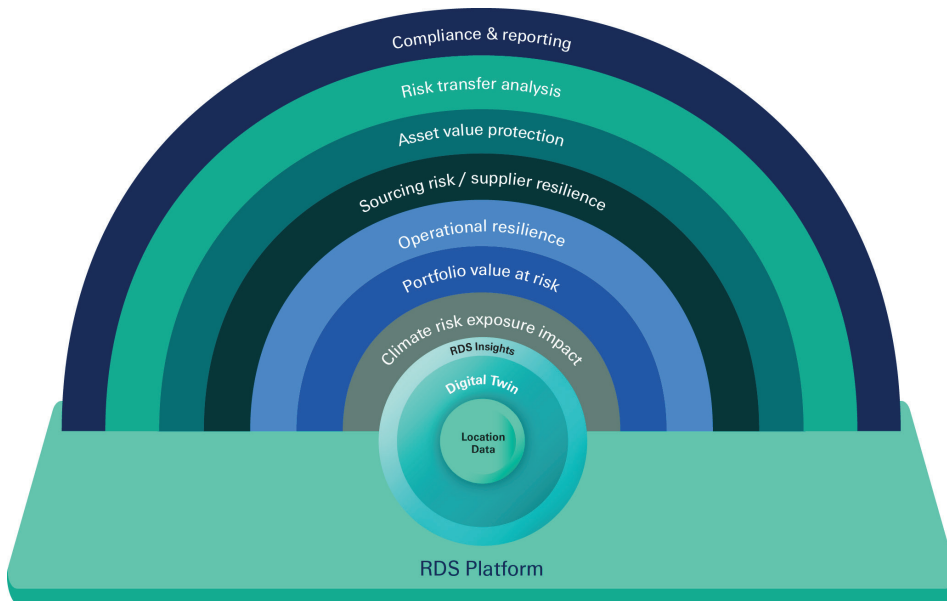 Compliance & reporting
Risk transfer analysis
Asset value protection
Sourcing risk / supplier resilience
Operational resilience
Portfolio value at risk
Climate risk exposure impact
RDS Insights
Digital Twin
Location
Data
RDS Platform